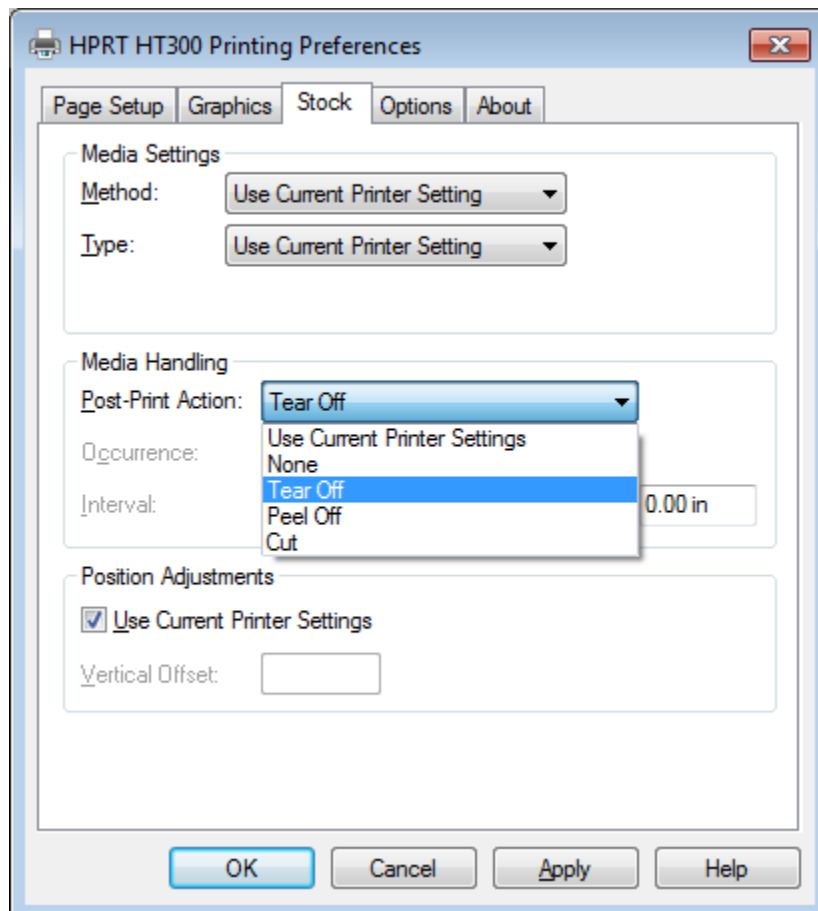 HPRT HT300 Printing Preferences
Page Setup Graphics Stock Options About
Media Settings
Method: Use Current Printer Setting
Type: Use Current Printer Setting
Media Handling
Post-Print Action: Tear Off
Use Current Printer Settings
Occurrence:
None
Tear Off
Interval: 0.00 in
Peel Off
Cut
Position Adjustments
Use Current Printer Settings
Vertical Offset:
OK Cancel Apply Help